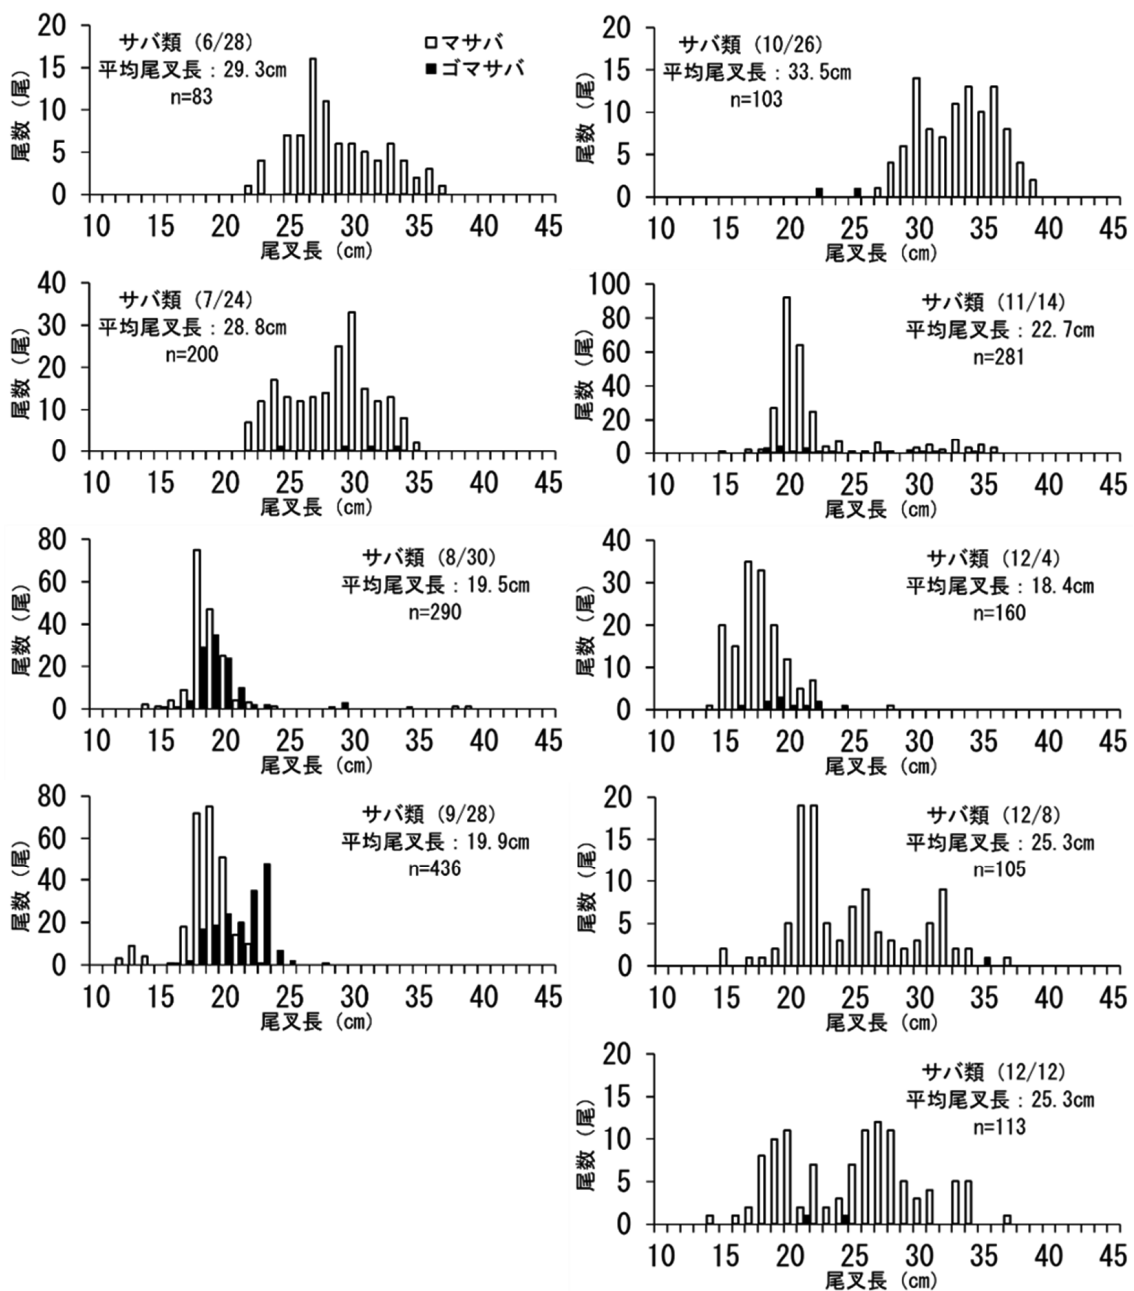 サバ類 (6/28)
平均尾叉長：29.3cm
n=83
□マサバ
■ゴマサバ
尾数 (尾)
20
15
10
5
0
10 15 20 25 30 35 40 45
尾叉長 (cm)
サバ類 (10/26)
平均尾叉長：33.5cm
n=103
尾数 (尾)
20
15
10
5
0
10 15 20 25 30 35 40 45
尾叉長 (cm)
サバ類 (7/24)
平均尾叉長：28.8cm
n=200
尾数 (尾)
40
30
20
10
0
10 15 20 25 30 35 40 45
尾叉長 (cm)
サバ類 (11/14)
平均尾叉長：22.7cm
n=281
尾数 (尾)
100
80
60
40
20
0
10 15 20 25 30 35 40 45
尾叉長 (cm)
サバ類 (8/30)
平均尾叉長：19.5cm
n=290
尾数 (尾)
80
60
40
20
0
10 15 20 25 30 35 40 45
尾叉長 (cm)
サバ類 (12/4)
平均尾叉長：18.4cm
n=160
尾数 (尾)
40
30
20
10
0
10 15 20 25 30 35 40 45
尾叉長 (cm)
サバ類 (9/28)
平均尾叉長：19.9cm
n=436
尾数 (尾)
80
60
40
20
0
10 15 20 25 30 35 40 45
尾叉長 (cm)
サバ類 (12/8)
平均尾叉長：25.3cm
n=105
尾数 (尾)
20
15
10
5
0
10 15 20 25 30 35 40 45
尾叉長 (cm)
サバ類 (12/12)
平均尾叉長：25.3cm
n=113
尾数 (尾)
20
15
10
5
0
10 15 20 25 30 35 40 45
尾叉長 (cm)